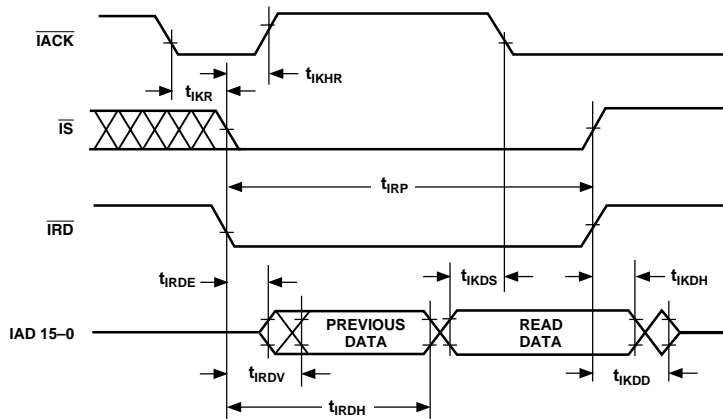 IACK
tIKHR
tIKR
IS
tIRP
IRD
tIRDE
tIKDS
tIKDH
IAD 15–0
PREVIOUS
DATA
READ
DATA
tIRDV
tIKDD
tIRDH